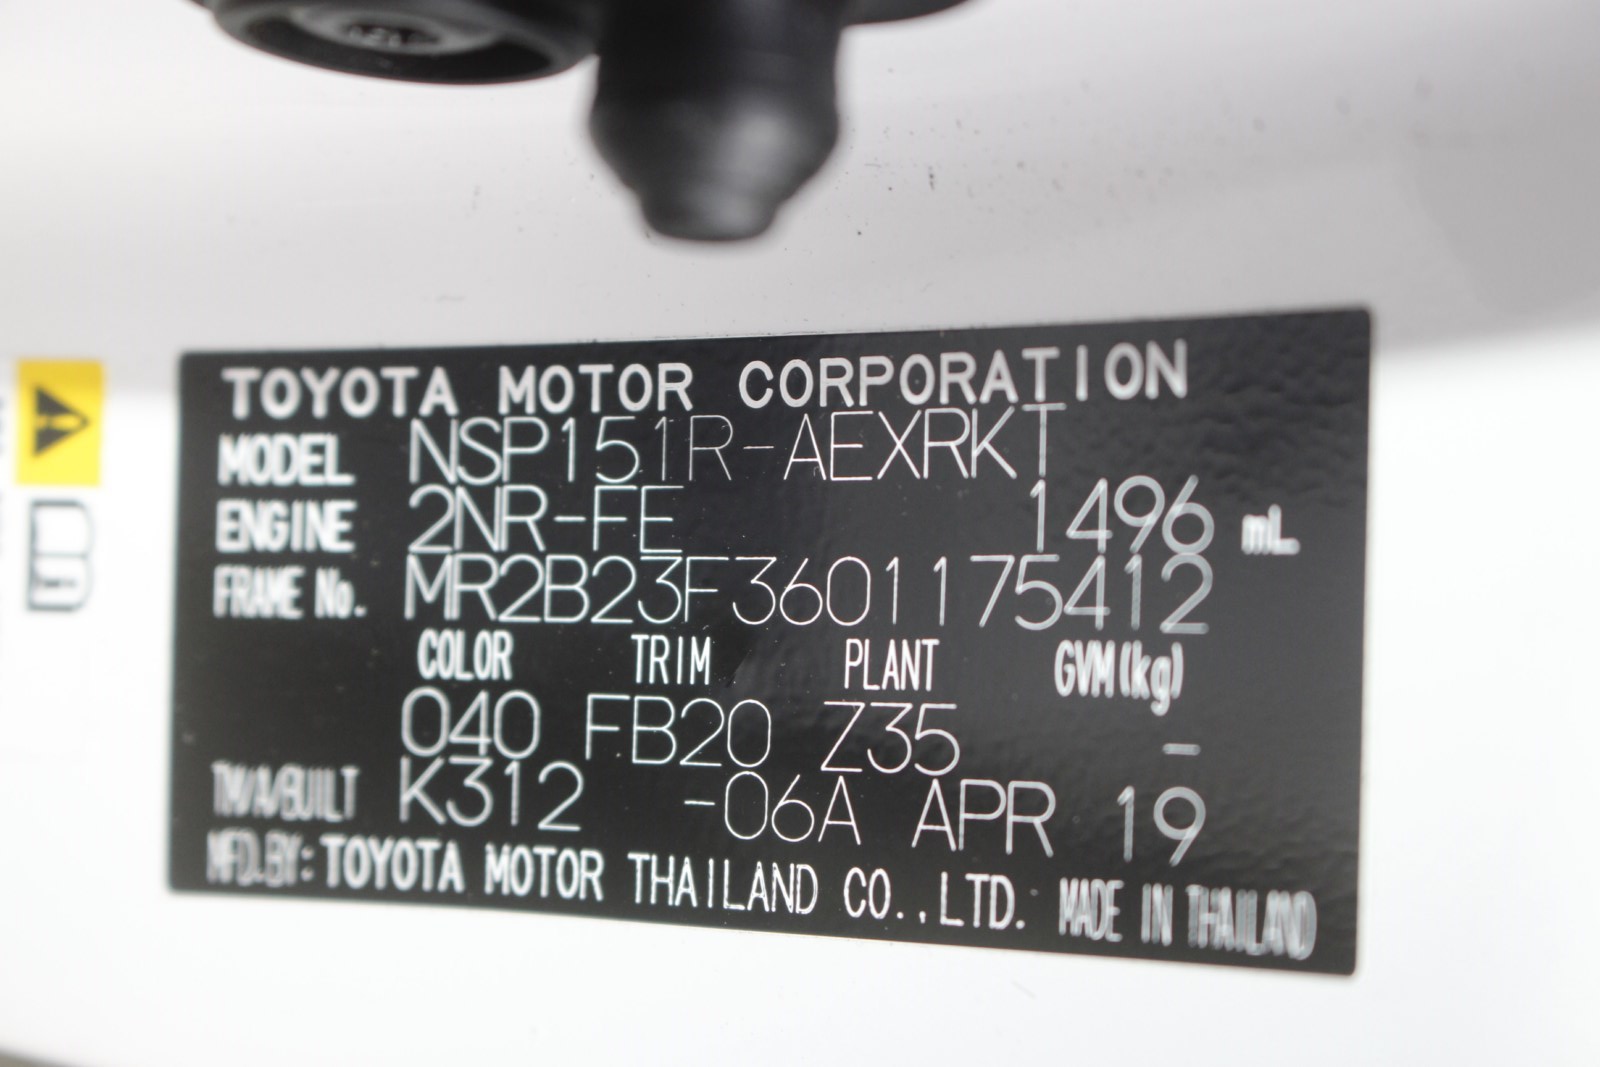 TOYOTA MOTOR CORPORATION
MODEL NSP151R-AEXRKT
ENGINE 2NR-FE 1496 mL
FRAME No. MR2B23F3601175412
COLOR TRIM PLANT GVM(kg)
040 FB20 Z35 -
TM/A/BUILT K312 -06A APR 19
MFD.BY: TOYOTA MOTOR THAILAND CO.,LTD. MADE IN THAILAND